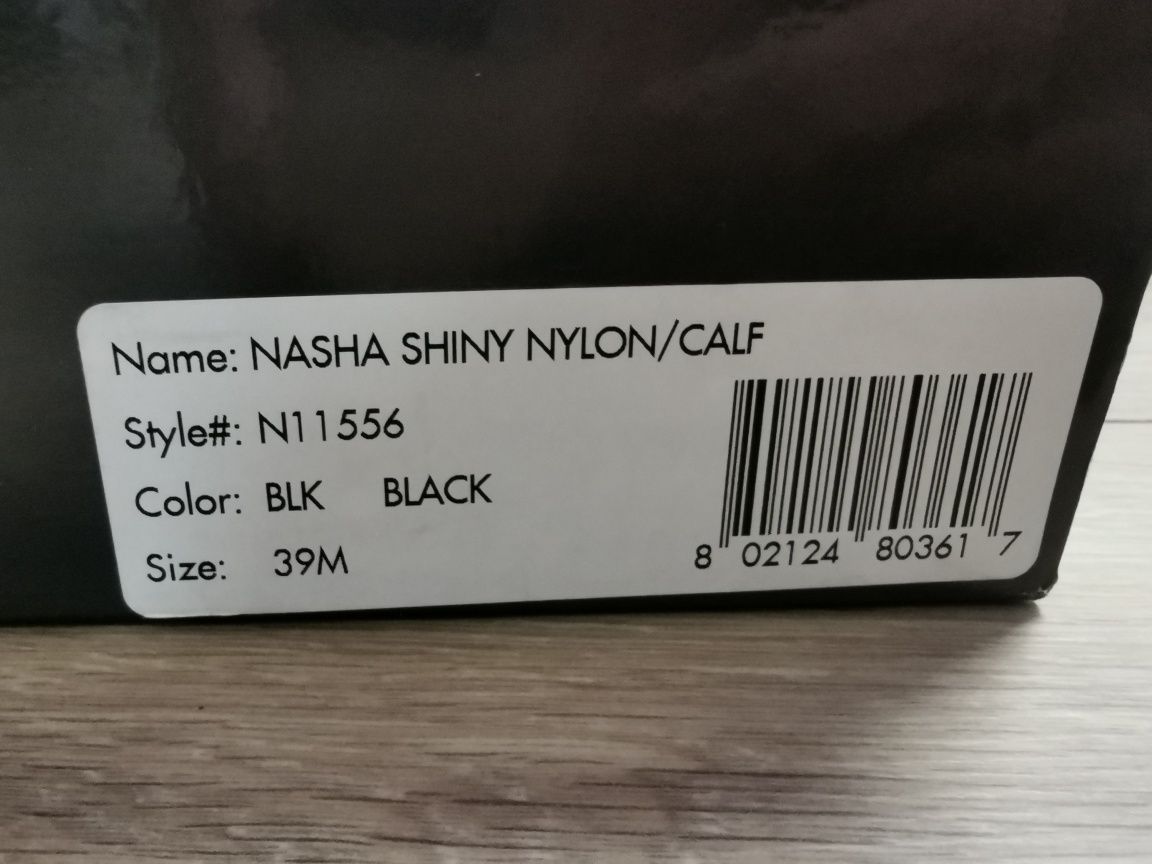 Name: NASHA SHINY NYLON/CALF
Style#: N11556
Color: BLK BLACK
Size: 39M
8 02124 80361 7